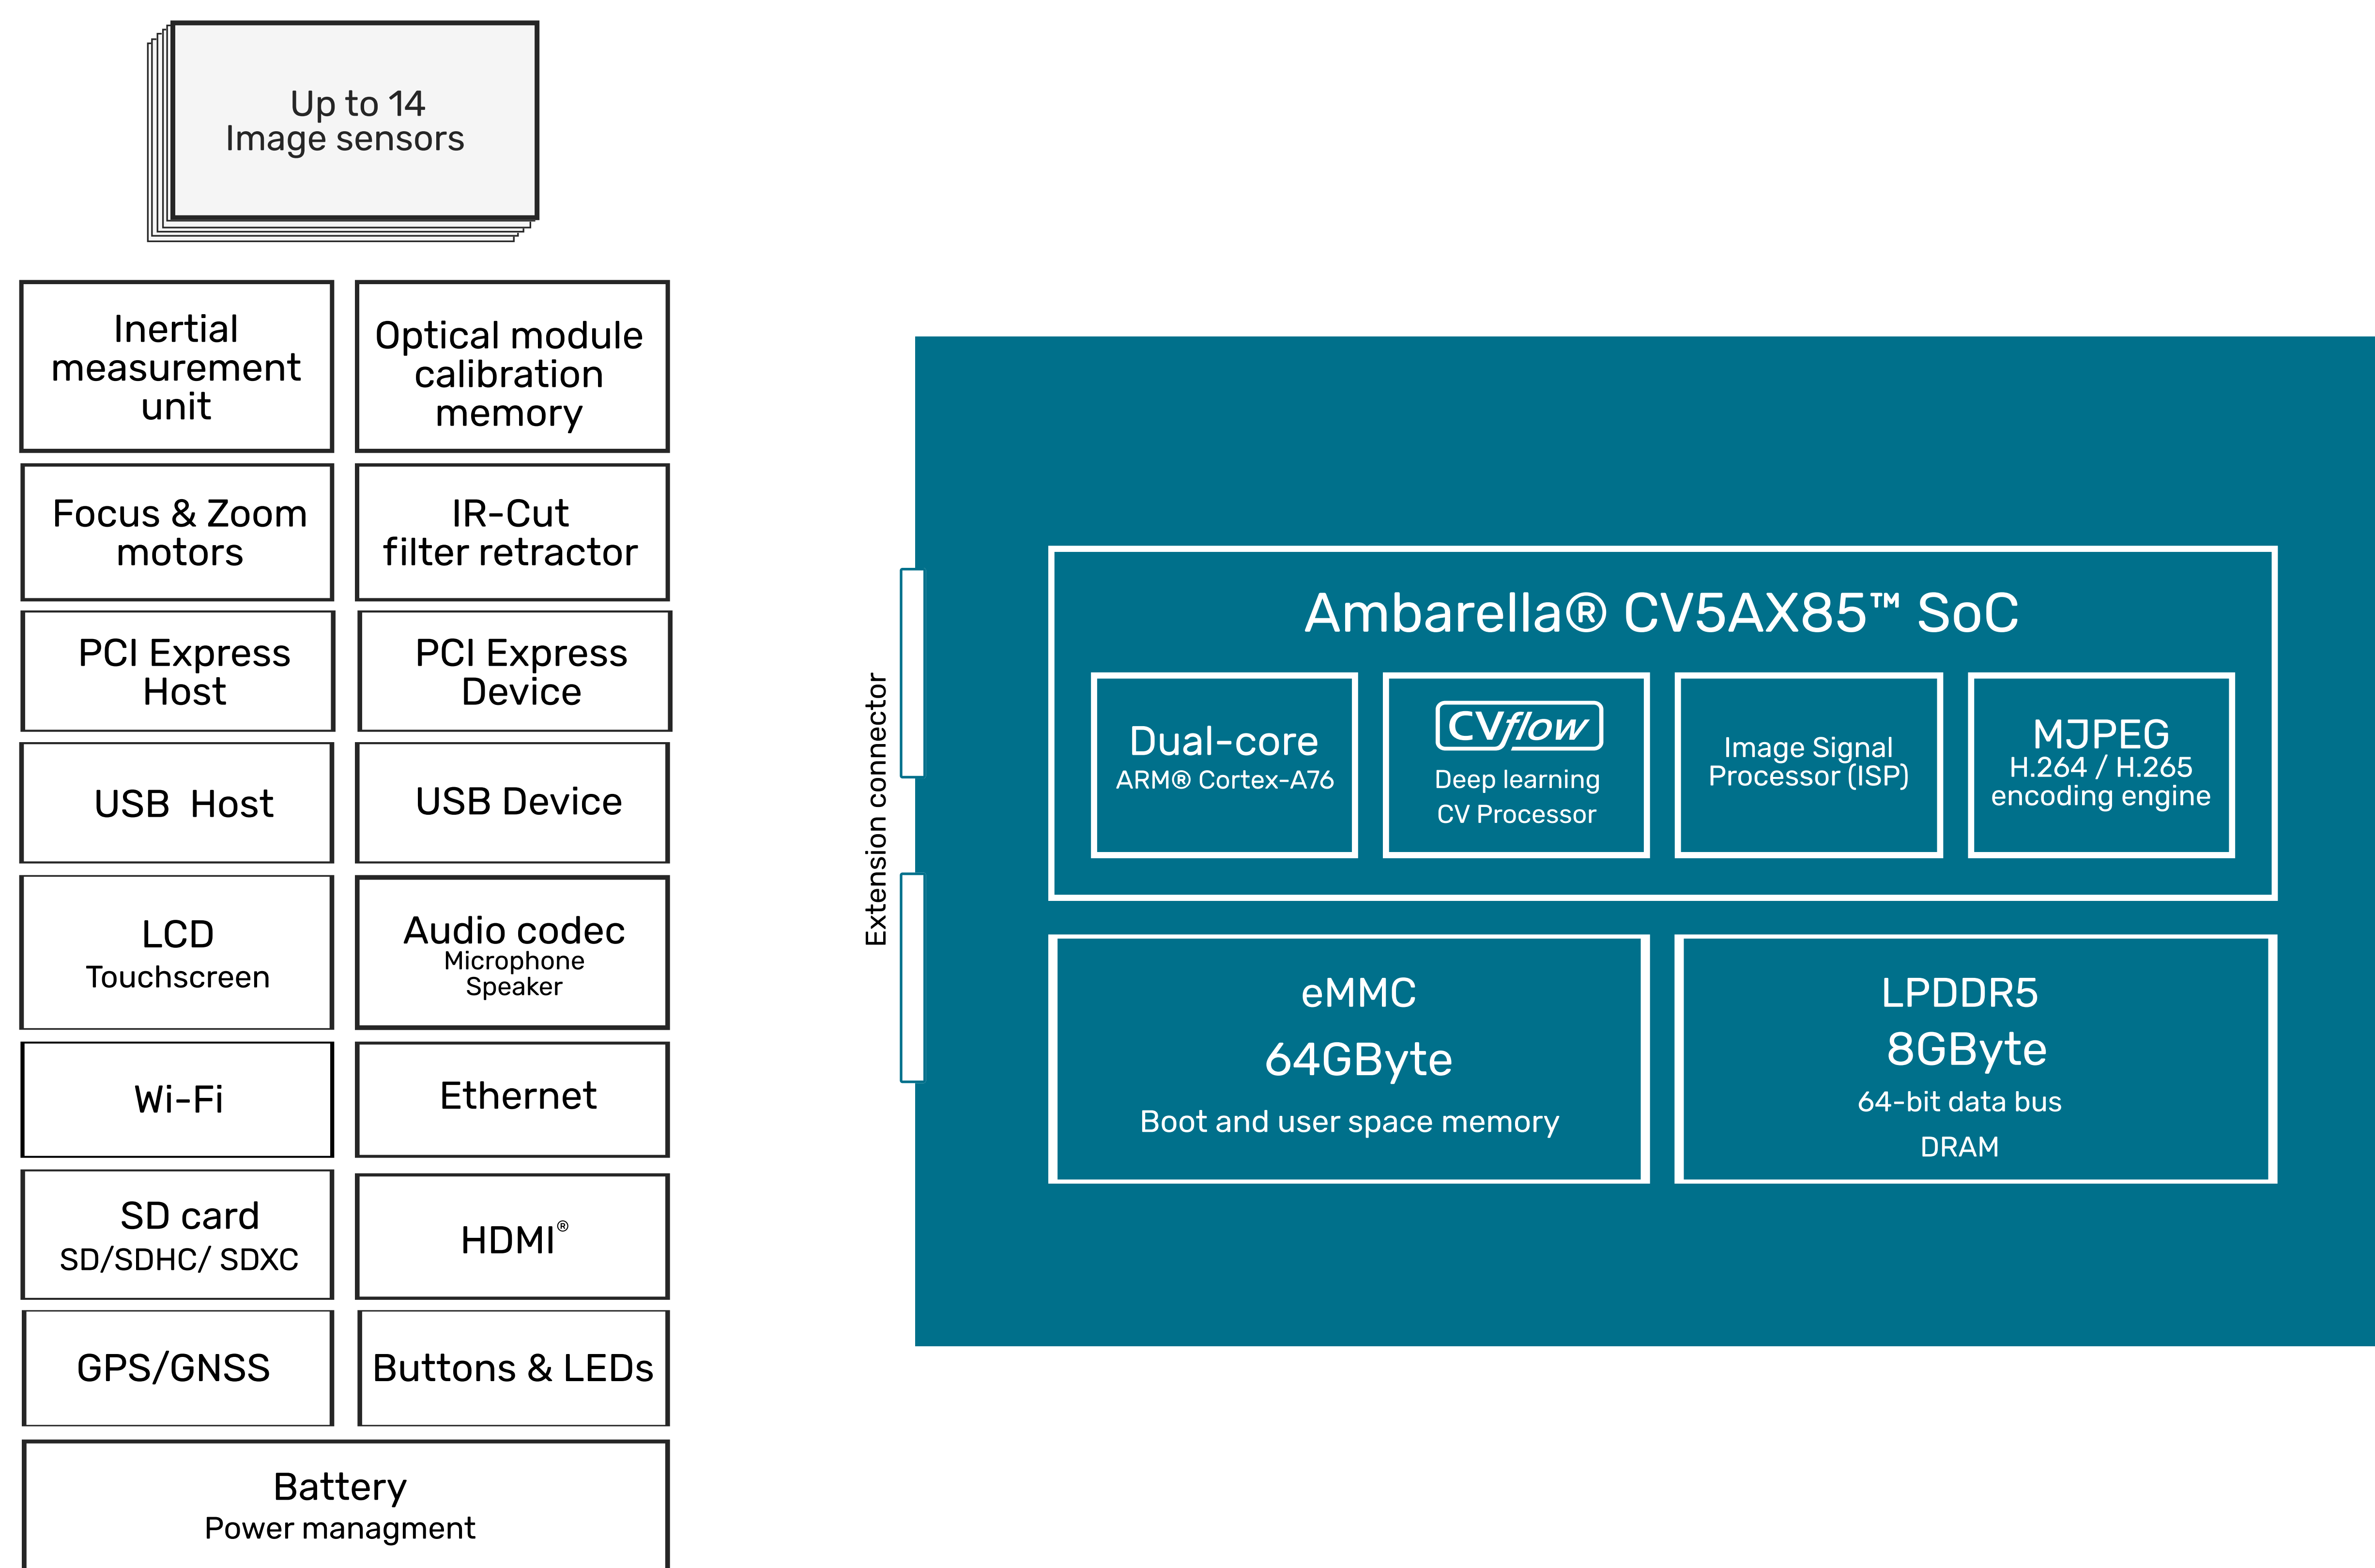 Up to 14
Image sensors
Inertial
measurement
unit
Optical module
calibration
memory
Focus & Zoom
motors
IR-Cut
filter retractor
PCI Express
Host
PCI Express
Device
USB  Host
USB Device
LCD
Touchscreen
Audio codec
Microphone
Speaker
Wi-Fi
Ethernet
SD card
SD/SDHC/ SDXC
HDMI®
GPS/GNSS
Buttons & LEDs
Battery
Power managment
Extension connector
Ambarella® CV5AX85™ SoC
Dual-core
ARM® Cortex-A76
CVflow
Deep learning
CV Processor
Image Signal
Processor (ISP)
MJPEG
H.264 / H.265
encoding engine
eMMC
64GByte
Boot and user space memory
LPDDR5
8GByte
64-bit data bus
DRAM